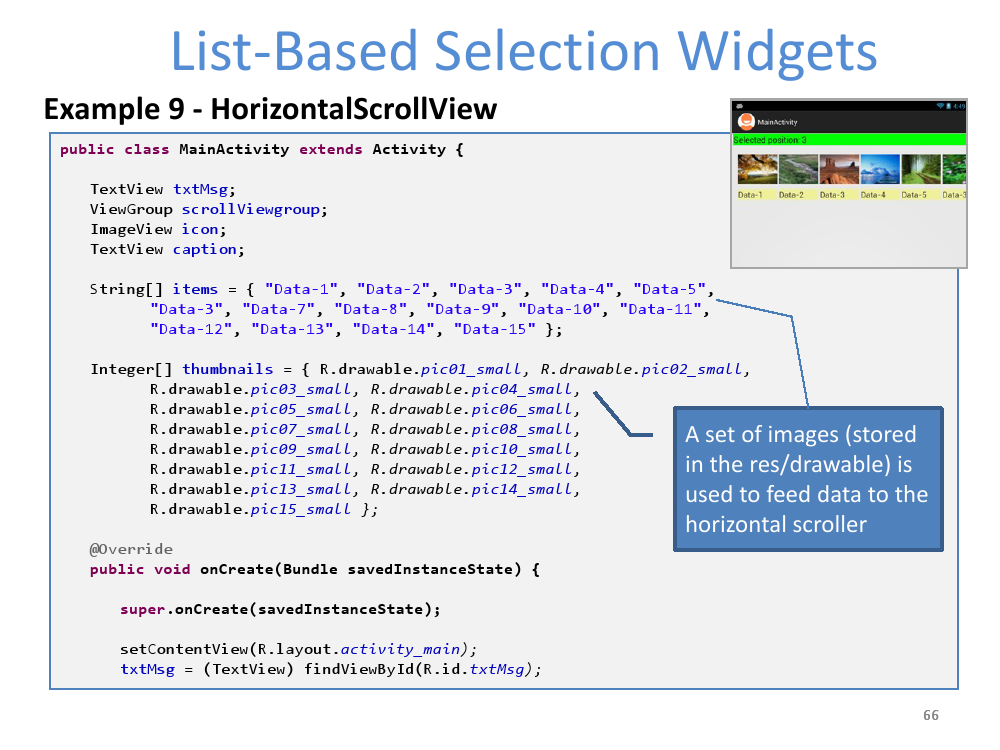 List-Based Selection Widgets
Example 9 - HorizontalScrollView
4:49
MainActivity
Selected position: 3
Data-1 Data-2 Data-3 Data-4 Data-5 Data-3
public class MainActivity extends Activity {
TextView txtMsg;
ViewGroup scrollViewgroup;
ImageView icon;
TextView caption;
String[] items = { "Data-1", "Data-2", "Data-3", "Data-4", "Data-5",
"Data-3", "Data-7", "Data-8", "Data-9", "Data-10", "Data-11",
"Data-12", "Data-13", "Data-14", "Data-15" };
Integer[] thumbnails = { R.drawable.pic01_small, R.drawable.pic02_small,
R.drawable.pic03_small, R.drawable.pic04_small,
R.drawable.pic05_small, R.drawable.pic06_small,
R.drawable.pic07_small, R.drawable.pic08_small,
R.drawable.pic09_small, R.drawable.pic10_small,
R.drawable.pic11_small, R.drawable.pic12_small,
R.drawable.pic13_small, R.drawable.pic14_small,
R.drawable.pic15_small };
A set of images (stored
in the res/drawable) is
used to feed data to the
horizontal scroller
@Override
public void onCreate(Bundle savedInstanceState) {
super.onCreate(savedInstanceState);
setContentView(R.layout.activity_main);
txtMsg = (TextView) findViewById(R.id.txtMsg);
66